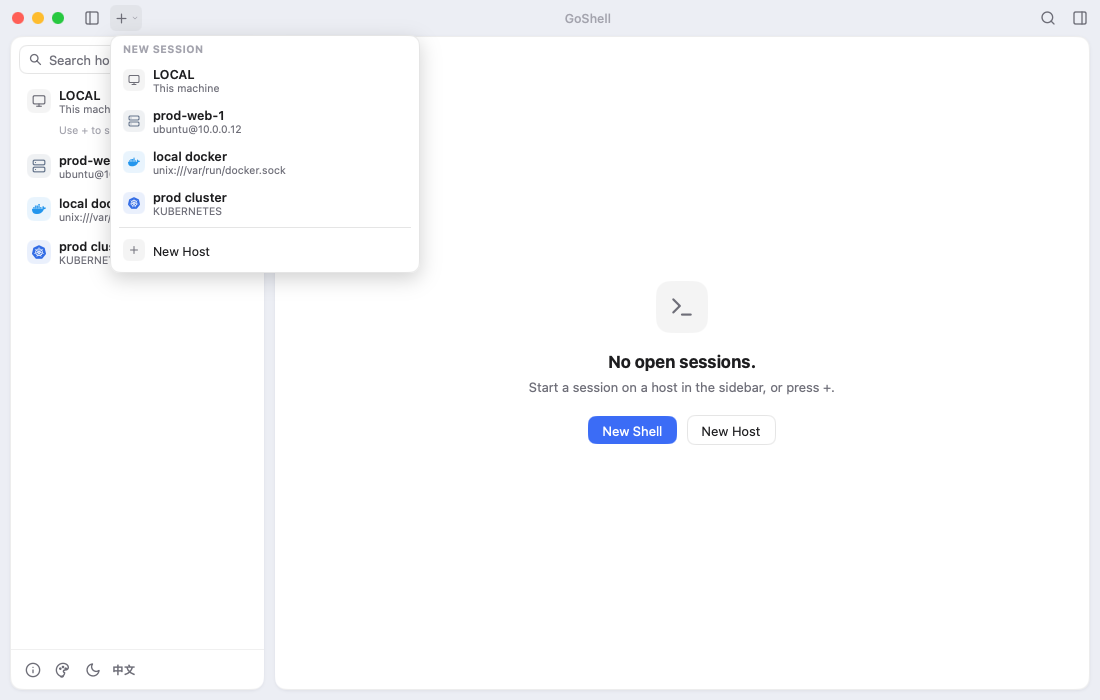 GoShell
Search ho
LOCAL
This mach
Use + to s
prod-we
ubuntu@1
local doc
unix:///var/
prod clu
KUBERNE
NEW SESSION
LOCAL
This machine
prod-web-1
ubuntu@10.0.0.12
local docker
unix:///var/run/docker.sock
prod cluster
KUBERNETES
New Host
No open sessions.
Start a session on a host in the sidebar, or press +.
New Shell
New Host
中文